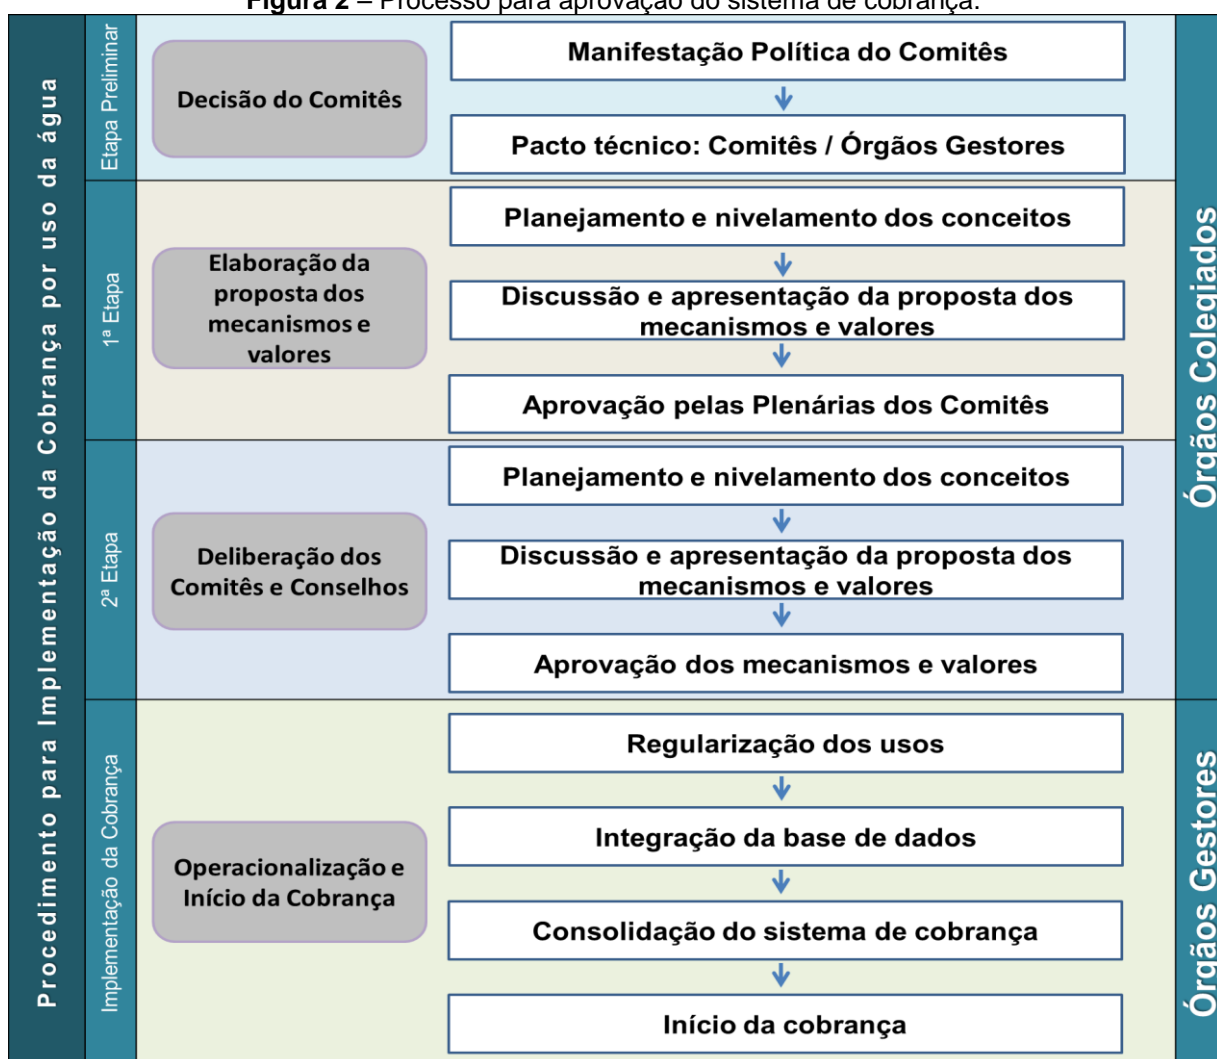 Figura 2 – Processo para aprovação do sistema de cobrança.
Procedimento para Implementação da Cobrança por uso da água
Etapa Preliminar
Decisão do Comitês
Manifestação Política do Comitês
Pacto técnico: Comitês / Órgãos Gestores
1ª Etapa
Elaboração da
proposta dos
mecanismos e
valores
Planejamento e nivelamento dos conceitos
Discussão e apresentação da proposta dos
mecanismos e valores
Aprovação pelas Plenárias dos Comitês
2ª Etapa
Deliberação dos
Comitês e Conselhos
Planejamento e nivelamento dos conceitos
Discussão e apresentação da proposta dos
mecanismos e valores
Aprovação dos mecanismos e valores
Órgãos Colegiados
Implementação da Cobrança
Operacionalização e
Início da Cobrança
Regularização dos usos
Integração da base de dados
Consolidação do sistema de cobrança
Início da cobrança
Órgãos Gestores